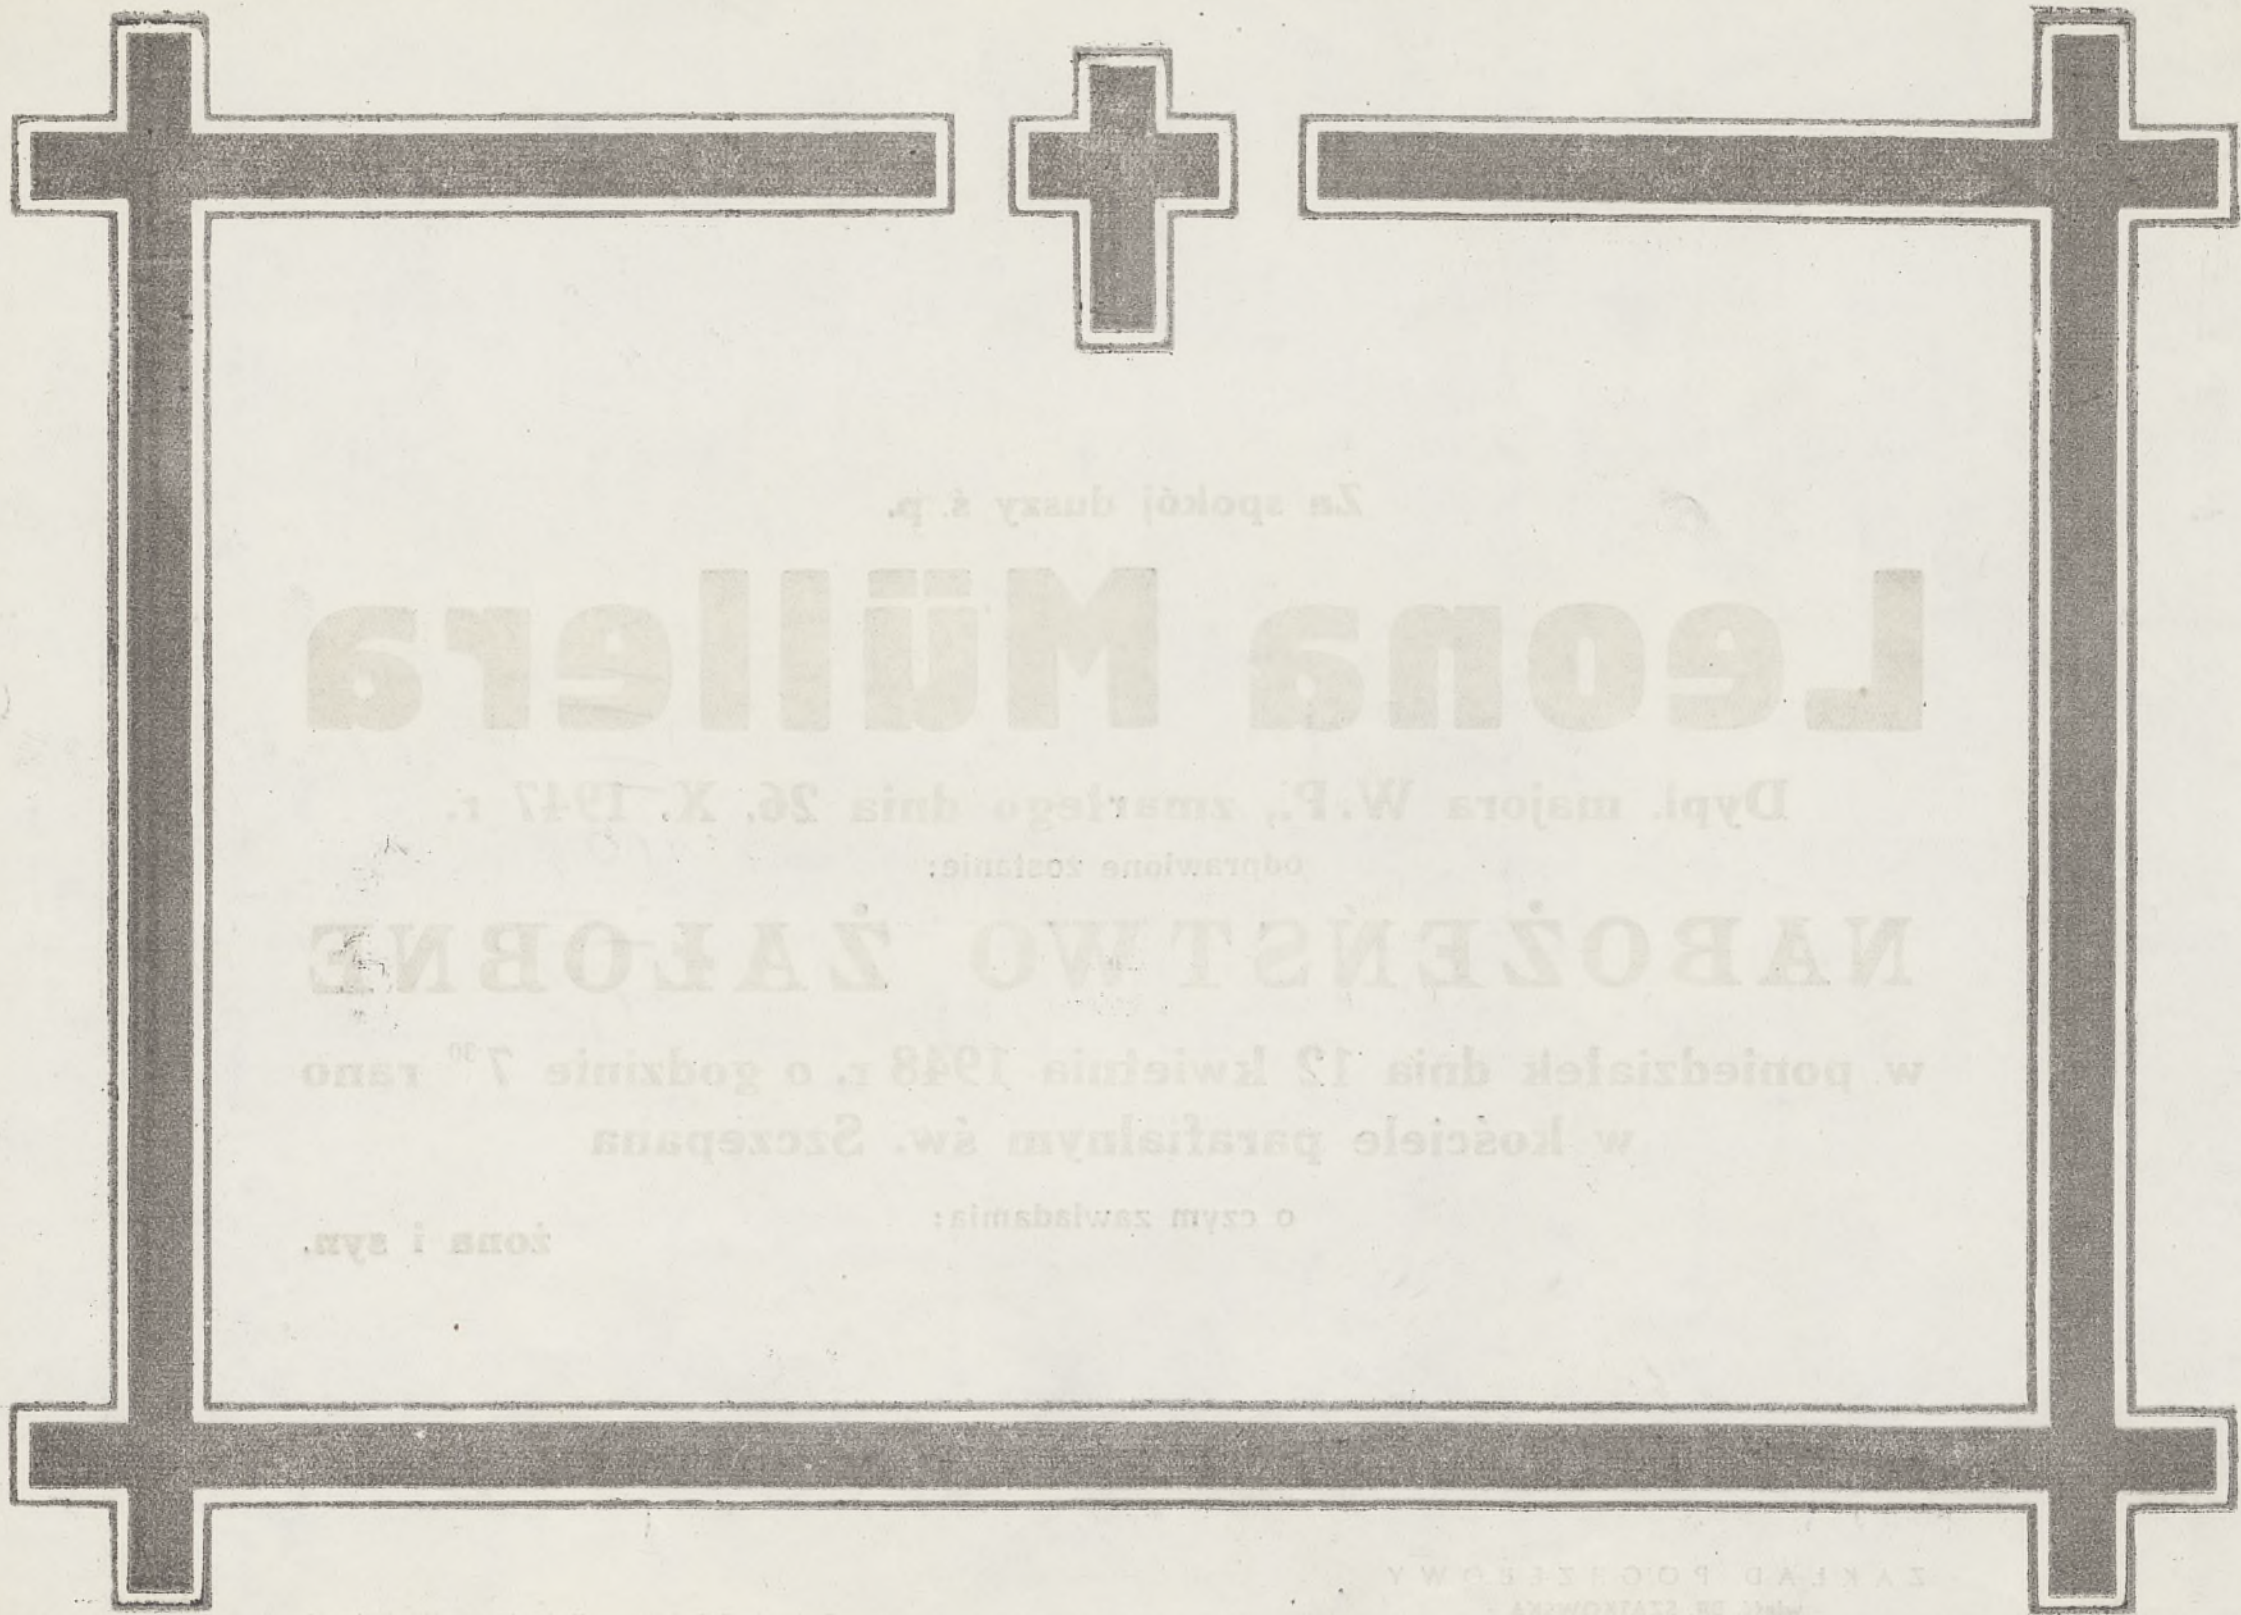 Za spokój duszy ś. p.
Leona Müllera
Dypl. majora W. P., zmarłego dnia 26. X. 1947 r.
odprawione zostanie:
NABOŻEŃSTWO ŻAŁOBNE
w poniedziałek dnia 12 kwietnia 1948 r. o godzinie 7³⁰ rano
w kościele parafialnym św. Szczepana
o czym zawiadamia:
żona i syn.
ZAKŁAD POGRZEBOWY
SZATKOWSKA